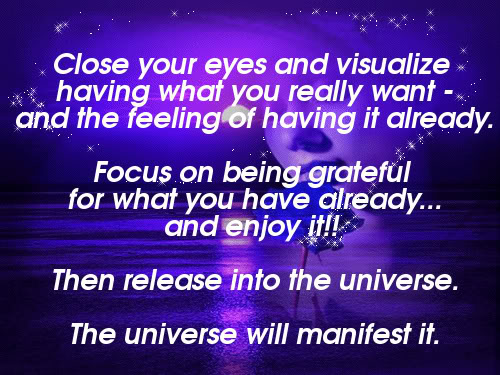 Close your eyes and visualize
having what you really want -
and the feeling of having it already.
Focus on being grateful
for what you have already...
and enjoy it!!
Then release into the universe.
The universe will manifest it.